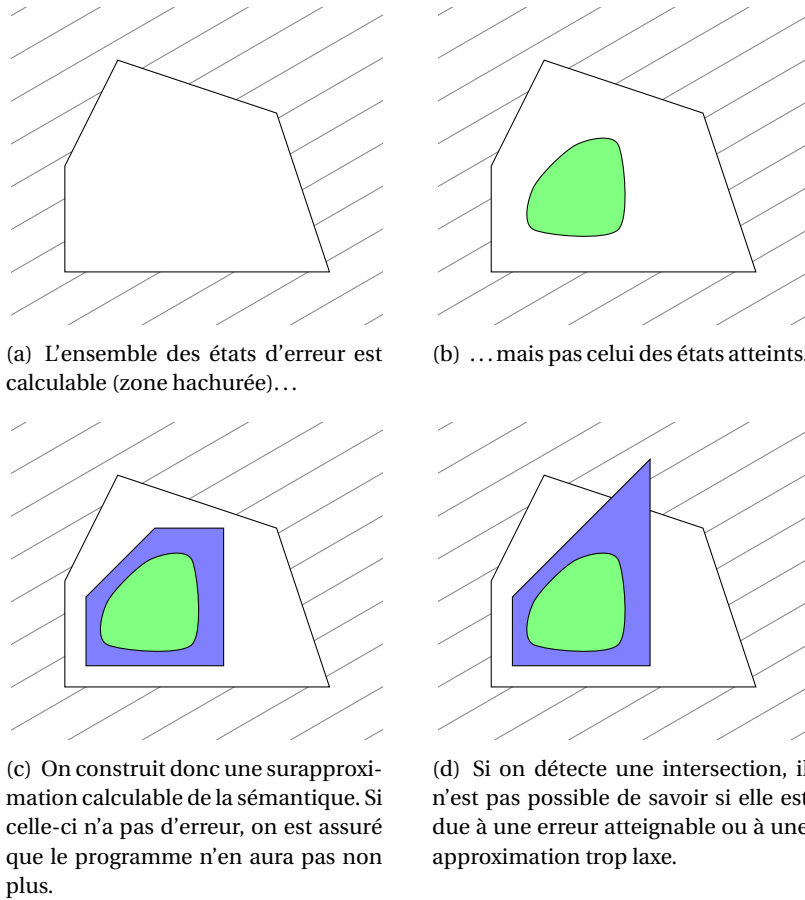 (a) L'ensemble des états d'erreur est
calculable (zone hachurée)…
(b) …mais pas celui des états atteints.
(c) On construit donc une surapproxi-
mation calculable de la sémantique. Si
celle-ci n'a pas d'erreur, on est assuré
que le programme n'en aura pas non
plus.
(d) Si on détecte une intersection, il
n'est pas possible de savoir si elle est
due à une erreur atteignable ou à une
approximation trop laxe.